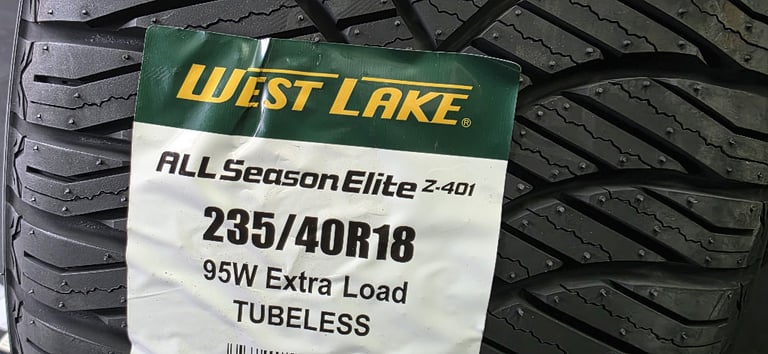 WEST LAKE®
ALL Season Elite Z-401
235/40R18
95W Extra Load
TUBELESS